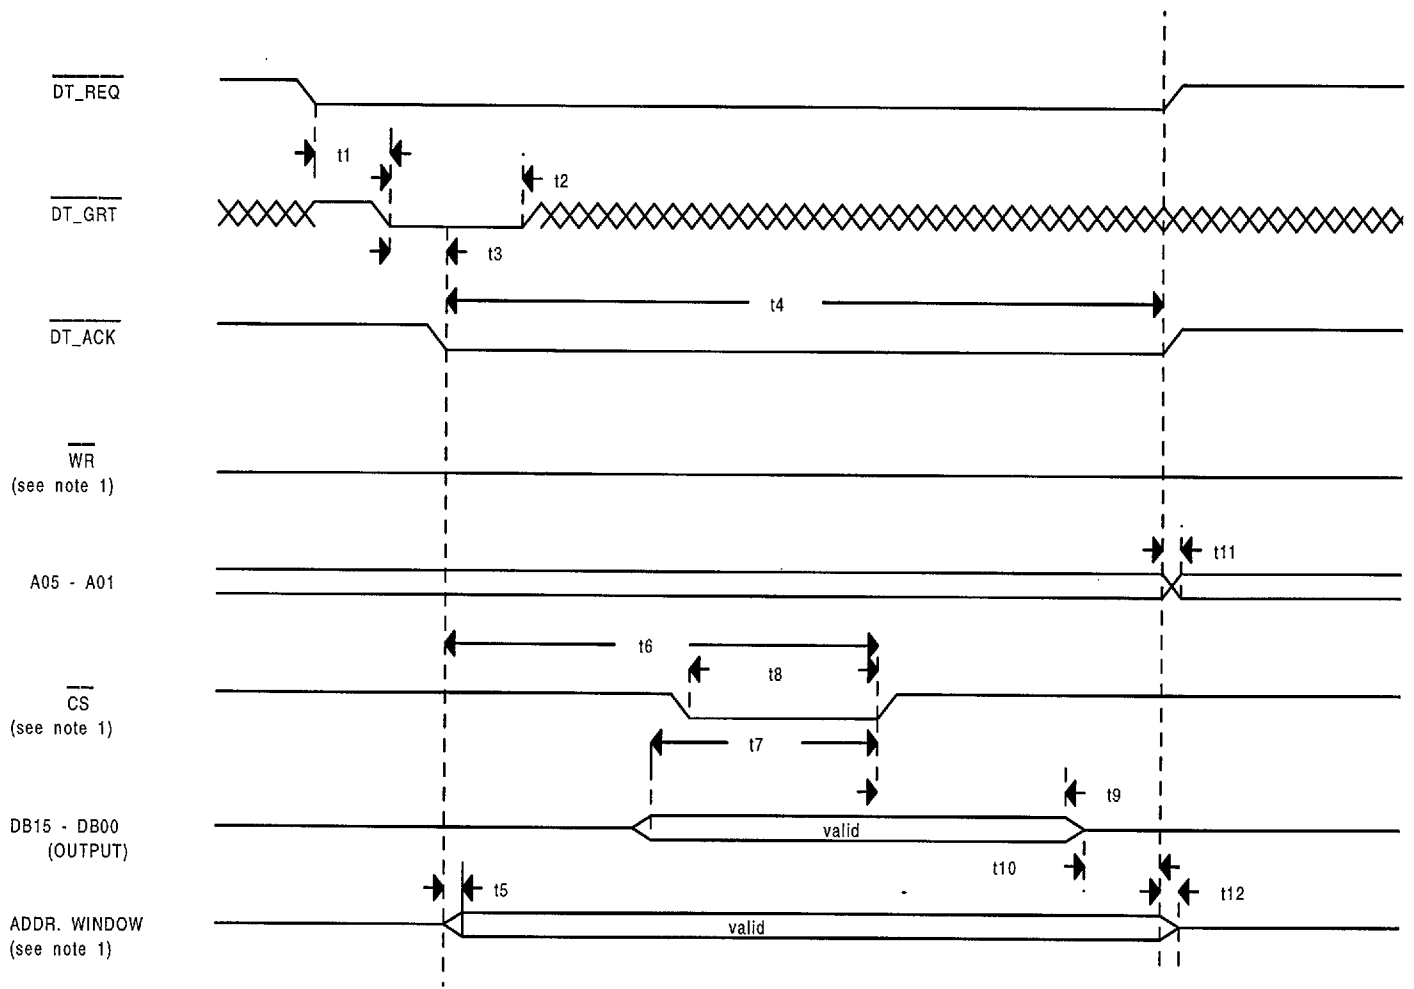 DT_REQ
t1
t2
DT_GRT
t3
t4
DT_ACK
WR
(see note 1)
t11
A05 - A01
t6
t8
CS
(see note 1)
t7
t9
DB15 - DB00
(OUTPUT)
valid
t10
t5
t12
ADDR. WINDOW
(see note 1)
valid